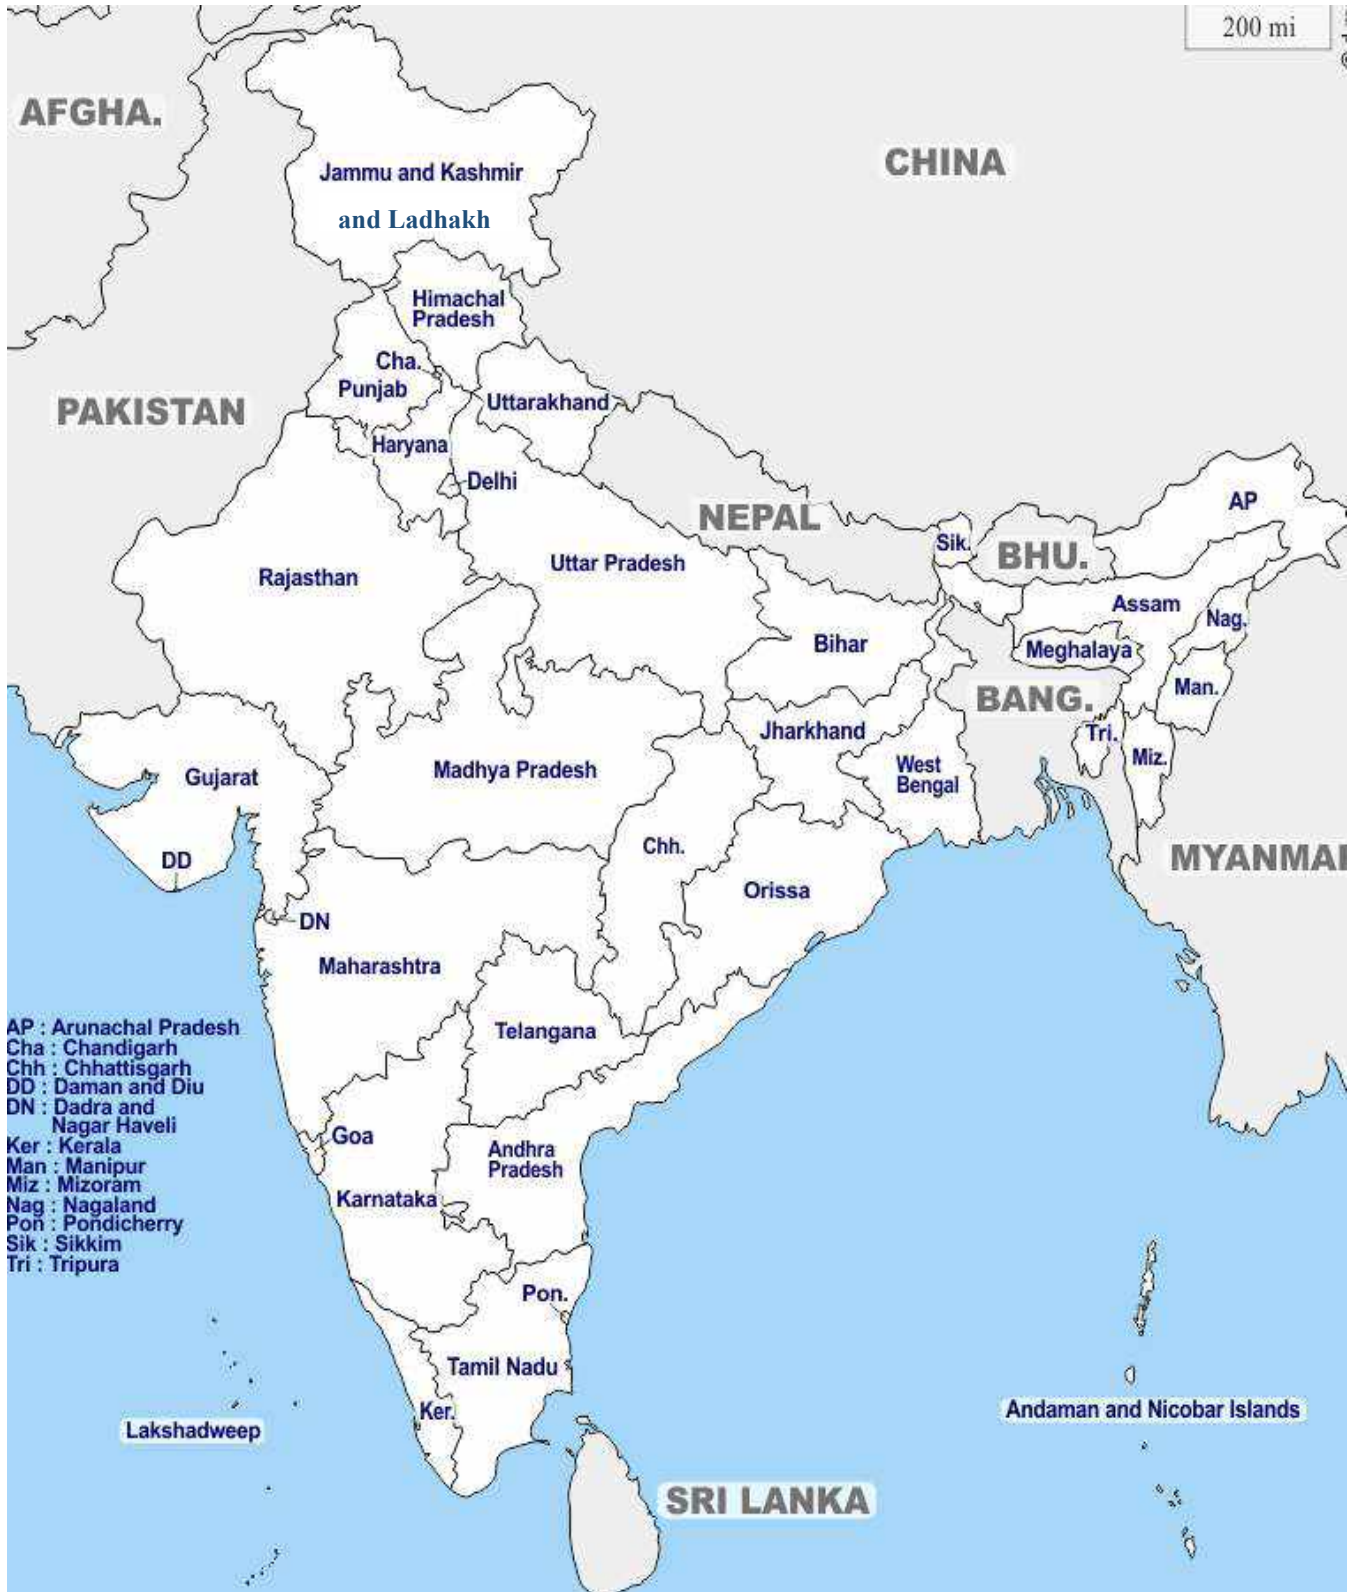 200 mi
AFGHA.
CHINA
Jammu and Kashmir
and Ladhakh
Himachal
Pradesh
Cha.
Punjab
Uttarakhand
PAKISTAN
Haryana
Delhi
NEPAL
AP
Sik.
BHU.
Rajasthan
Uttar Pradesh
Assam
Nag.
Bihar
Meghalaya
Man.
BANG.
Jharkhand
Tri.
Miz.
Gujarat
Madhya Pradesh
West
Bengal
Chh.
MYANMAR
DD
Orissa
DN
Maharashtra
Telangana
AP : Arunachal Pradesh
Cha : Chandigarh
Chh : Chhattisgarh
DD : Daman and Diu
DN : Dadra and
Nagar Haveli
Ker : Kerala
Man : Manipur
Miz : Mizoram
Nag : Nagaland
Pon : Pondicherry
Sik : Sikkim
Tri : Tripura
Goa
Andhra
Pradesh
Karnataka
Pon.
Tamil Nadu
Ker.
Lakshadweep
Andaman and Nicobar Islands
SRI LANKA